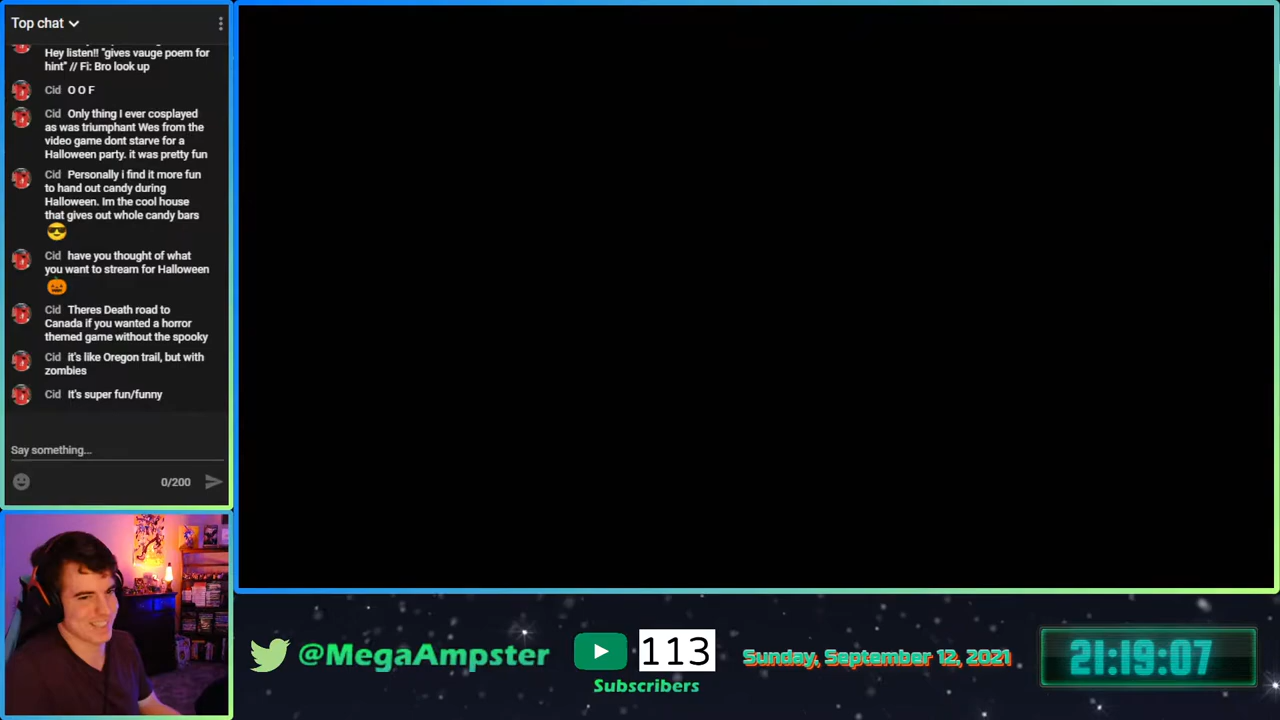 Top chat
Hey listen!! "gives vauge poem for
hint" // Fi: Bro look up
Cid O O F
Cid Only thing I ever cosplayed
as was triumphant Wes from the
video game dont starve for a
Halloween party. it was pretty fun
Cid Personally i find it more fun
to hand out candy during
Halloween. Im the cool house
that gives out whole candy bars
Cid have you thought of what
you want to stream for Halloween
Cid Theres Death road to
Canada if you wanted a horror
themed game without the spooky
Cid it's like Oregon trail, but with
zombies
Cid It's super fun/funny
Say something...
0/200
@MegaAmpster
113
Subscribers
Sunday, September 12, 2021
21:19:07